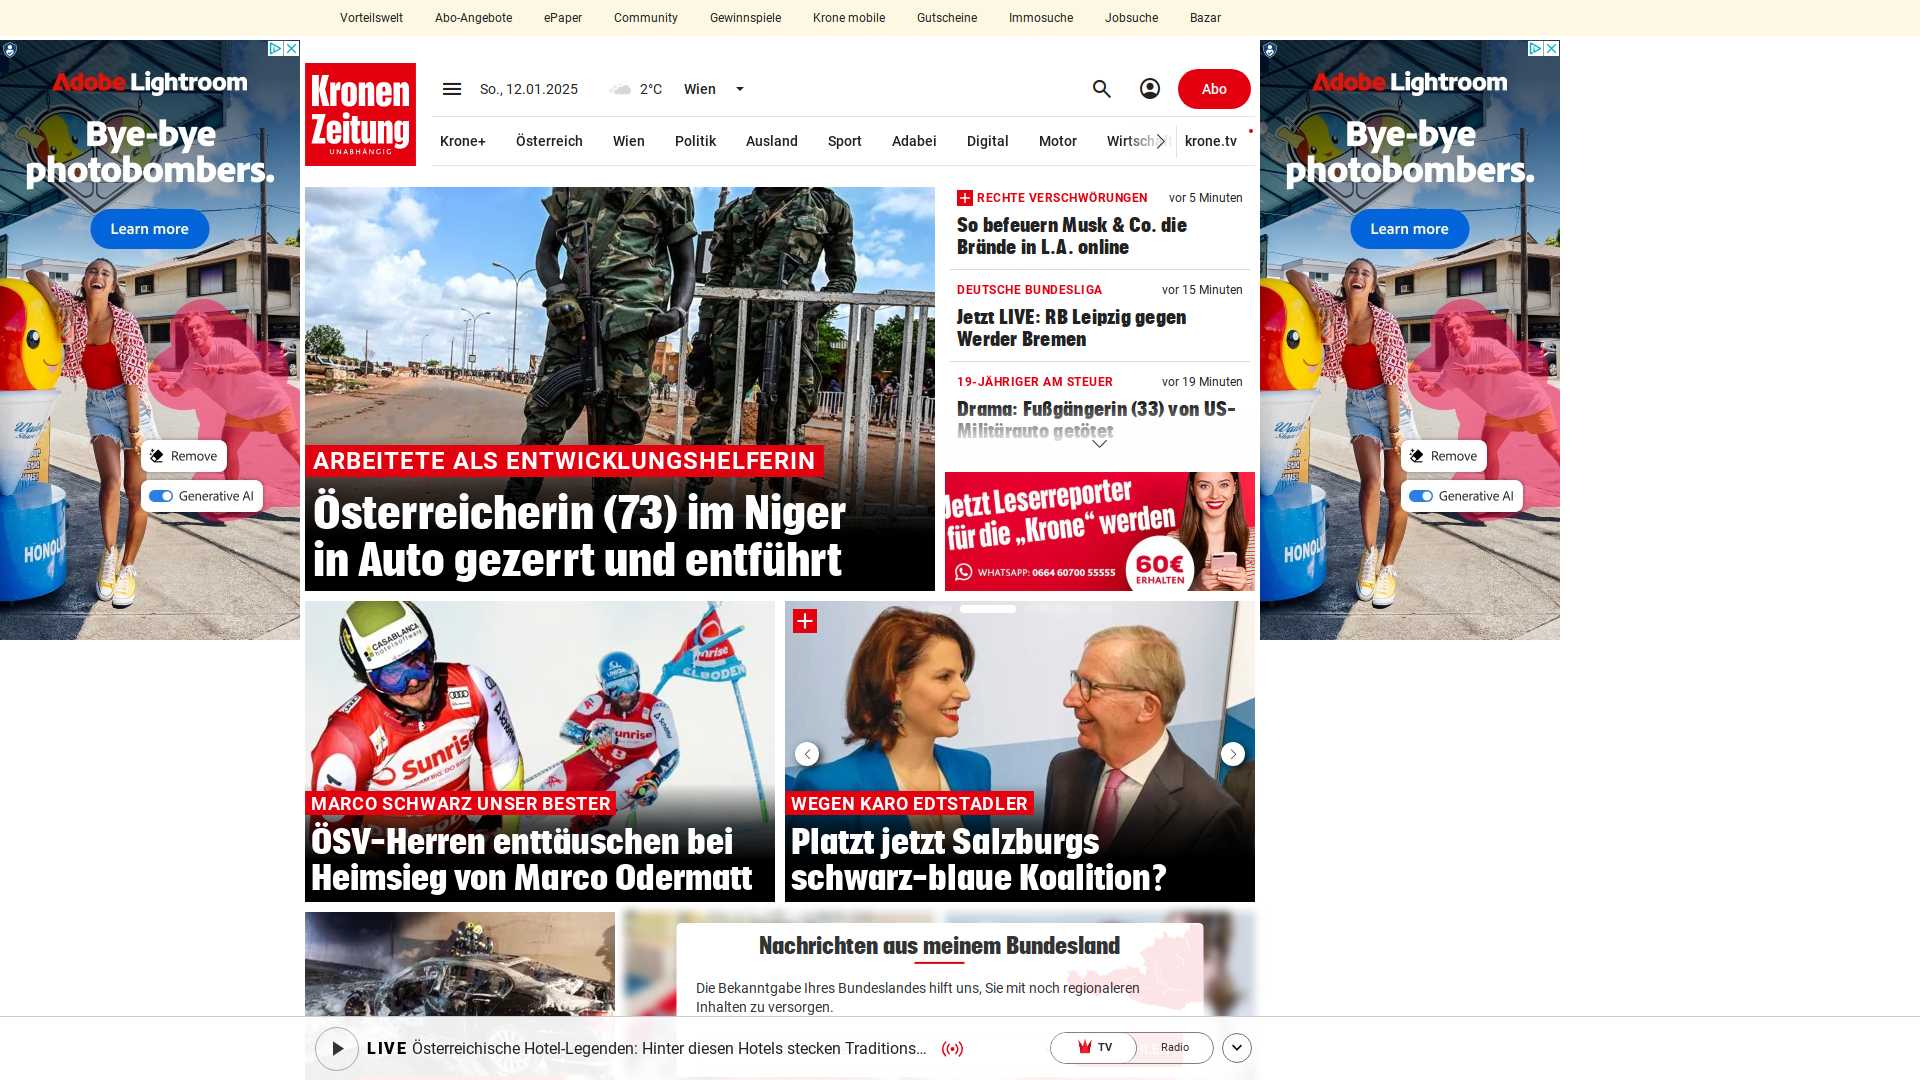 Vorteilswelt Abo-Angebote ePaper Community Gewinnspiele Krone mobile Gutscheine Immosuche Jobsuche Bazar
Adobe Lightroom
Bye-bye
photobombers.
Learn more
Remove
Generative AI
Kronen
Zeitung
UNABHÄNGIG
So., 12.01.2025 2°C Wien
Abo
Krone+ Österreich Wien Politik Ausland Sport Adabei Digital Motor krone.tv
ARBEITETE ALS ENTWICKLUNGSHELFERIN
Österreicherin (73) im Niger
in Auto gezerrt und entführt
RECHTE VERSCHWÖRUNGEN vor 5 Minuten
So befeuern Musk & Co. die
Brände in L.A. online
DEUTSCHE BUNDESLIGA vor 15 Minuten
Jetzt LIVE: RB Leipzig gegen
Werder Bremen
19-JÄHRIGER AM STEUER vor 19 Minuten
Drama: Fußgängerin (33) von US-
Militärauto getötet
Jetzt Leserreporter
für die „Krone“ werden
WHATSAPP: 0664 60700 55555
60€
ERHALTEN
Adobe Lightroom
Bye-bye
photobombers.
Learn more
Remove
Generative AI
CASABLANCA
hotelsoftware
Sunrise
sunrise
8
ELBODEN
MARCO SCHWARZ UNSER BESTER
ÖSV-Herren enttäuschen bei
Heimsieg von Marco Odermatt
WEGEN KARO EDTSTADLER
Platzt jetzt Salzburgs
schwarz-blaue Koalition?
Nachrichten aus meinem Bundesland
Die Bekanntgabe Ihres Bundeslandes hilft uns, Sie mit noch regionaleren
Inhalten zu versorgen.
LIVE Österreichische Hotel-Legenden: Hinter diesen Hotels stecken Traditions...
TV Radio